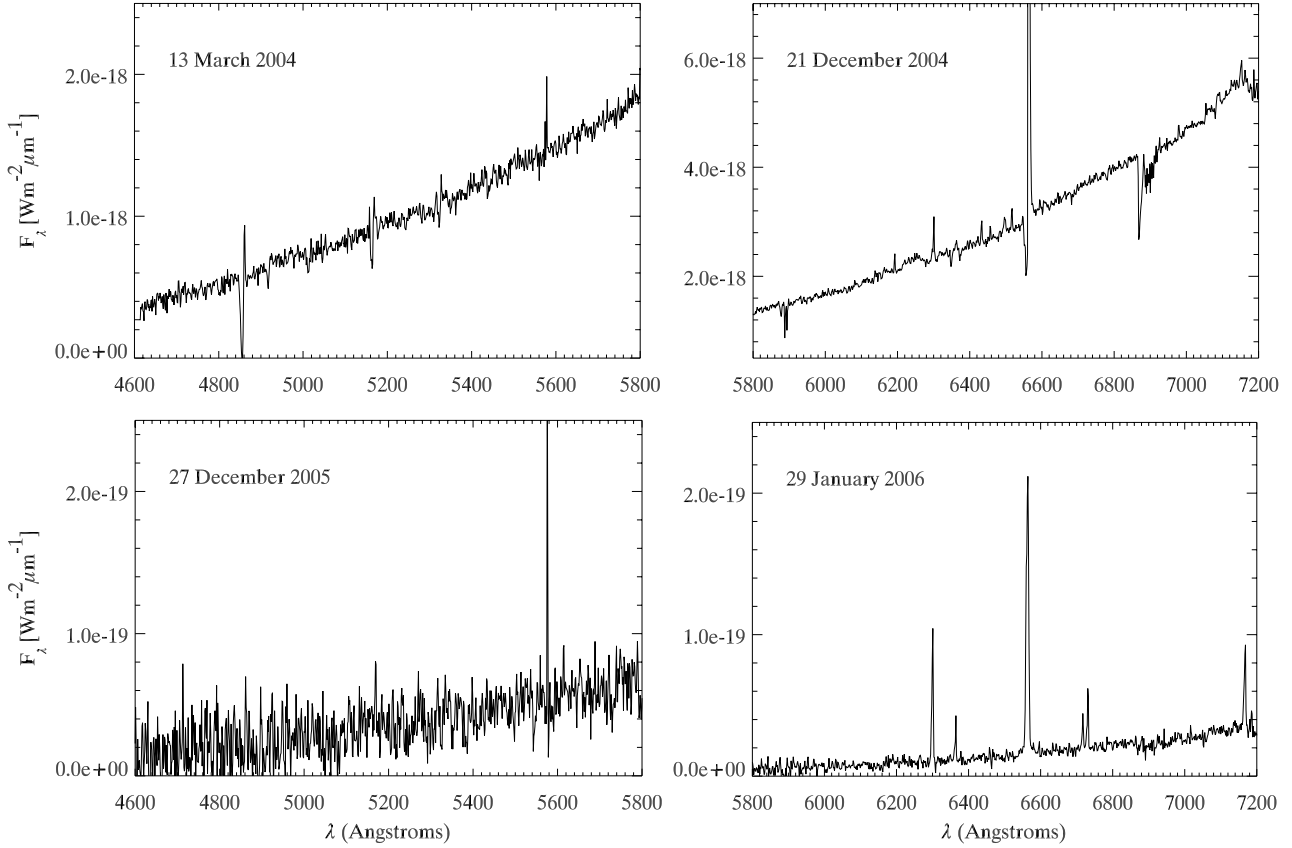 13 March 2004
F_λ [Wm^-2 μm^-1]
2.0e-18
1.0e-18
0.0e+00
4600 4800 5000 5200 5400 5600 5800
21 December 2004
6.0e-18
4.0e-18
2.0e-18
5800 6000 6200 6400 6600 6800 7000 7200
27 December 2005
F_λ [Wm^-2 μm^-1]
2.0e-19
1.0e-19
0.0e+00
4600 4800 5000 5200 5400 5600 5800
λ (Angstroms)
29 January 2006
2.0e-19
1.0e-19
0.0e+00
5800 6000 6200 6400 6600 6800 7000 7200
λ (Angstroms)